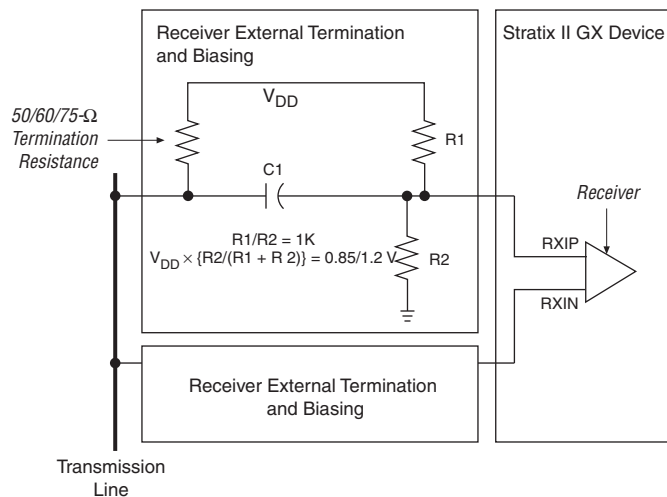 Receiver External Termination
and Biasing
Stratix II GX Device
V_DD
50/60/75-Ω
Termination
Resistance
R1
C1
Receiver
R1/R2 = 1K
V_DD × {R2/(R1 + R 2)} = 0.85/1.2 V
R2
RXIP
RXIN
Receiver External Termination
and Biasing
Transmission
Line